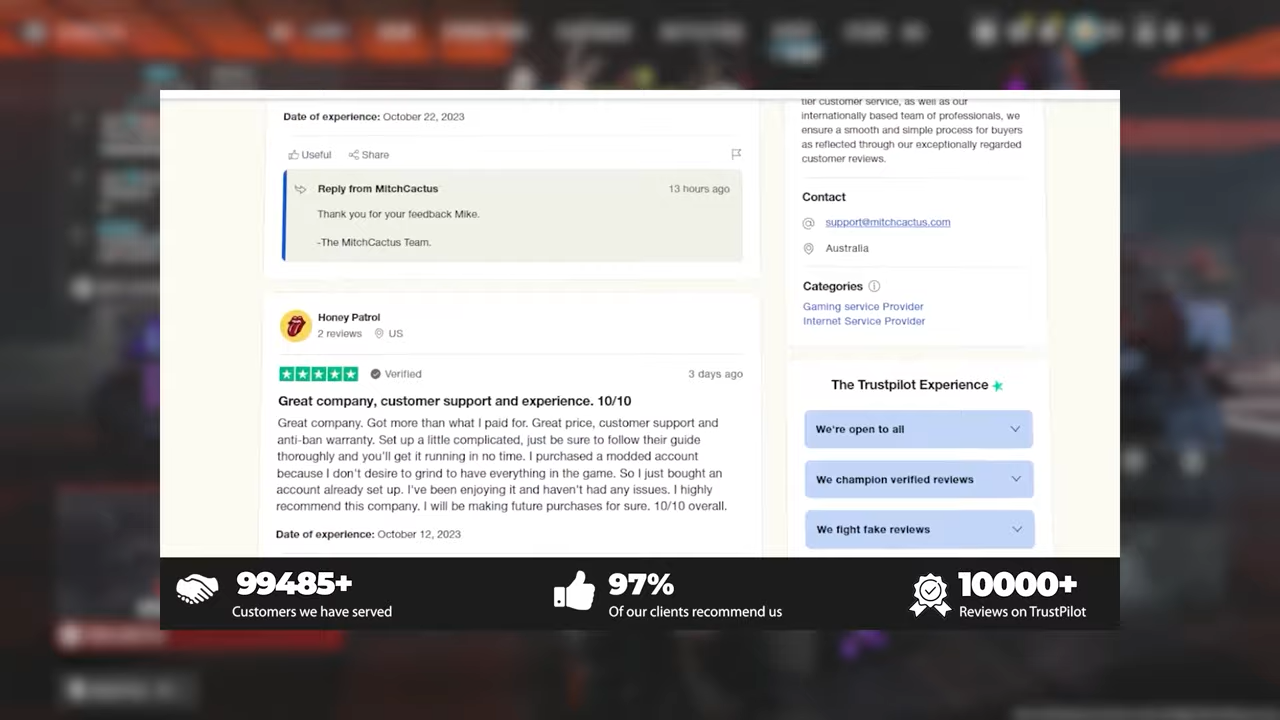 Date of experience: October 22, 2023
Useful
Share
Reply from MitchCactus
13 hours ago
Thank you for your feedback Mike.
-The MitchCactus Team.
Honey Patrol
2 reviews
US
Verified
3 days ago
Great company, customer support and experience. 10/10
Great company. Got more than what I paid for. Great price, customer support and
anti-ban warranty. Set up a little complicated, just be sure to follow their guide
thoroughly and you'll get it running in no time. I purchased a modded account
because I don't desire to grind to have everything in the game. So I just bought an
account already set up. I've been enjoying it and haven't had any issues. I highly
recommend this company. I will be making future purchases for sure. 10/10 overall.
Date of experience: October 12, 2023
tier customer service, as well as our
internationally based team of professionals, we
ensure a smooth and simple process for buyers
as reflected through our exceptionally regarded
customer reviews.
Contact
support@mitchcactus.com
Australia
Categories
Gaming service Provider
Internet Service Provider
The Trustpilot Experience
We're open to all
We champion verified reviews
We fight fake reviews
99485+
Customers we have served
97%
Of our clients recommend us
10000+
Reviews on TrustPilot